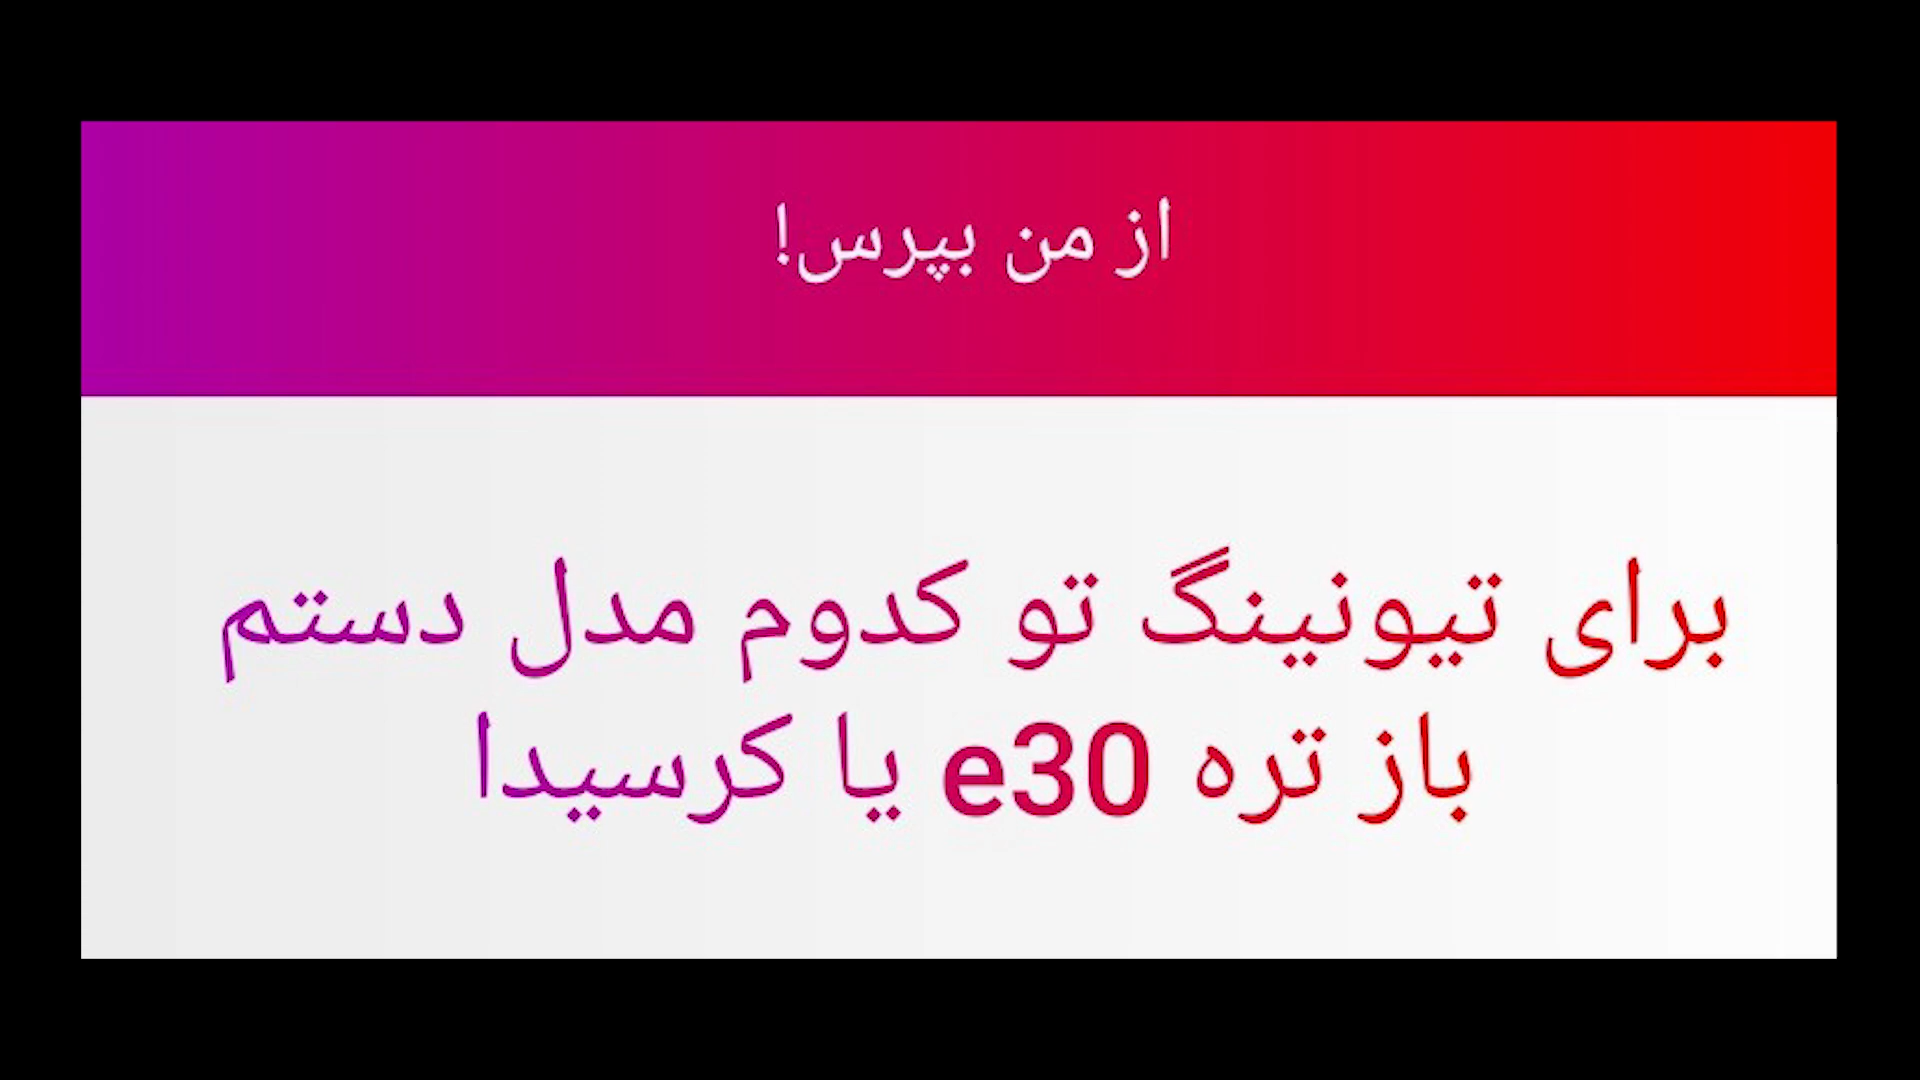 از من بپرس!
برای تیونینگ تو کدوم مدل دستم
باز تره e30 یا کرسیدا